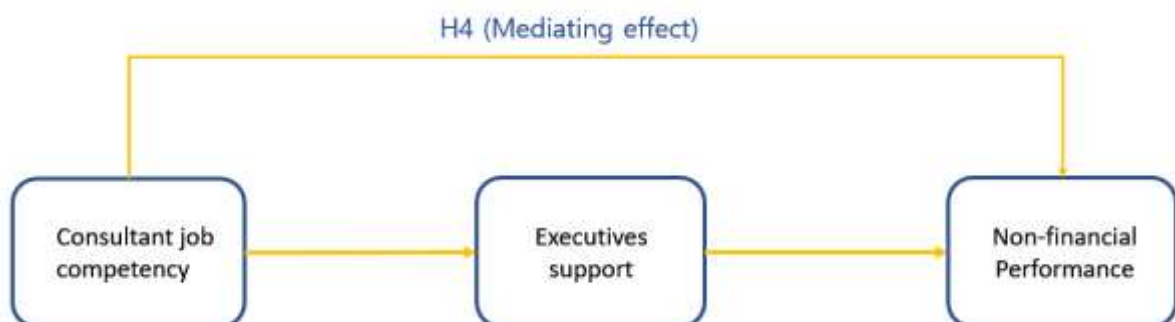 H4 (Mediating effect)
Consultant job
competency
Executives
support
Non-financial
Performance